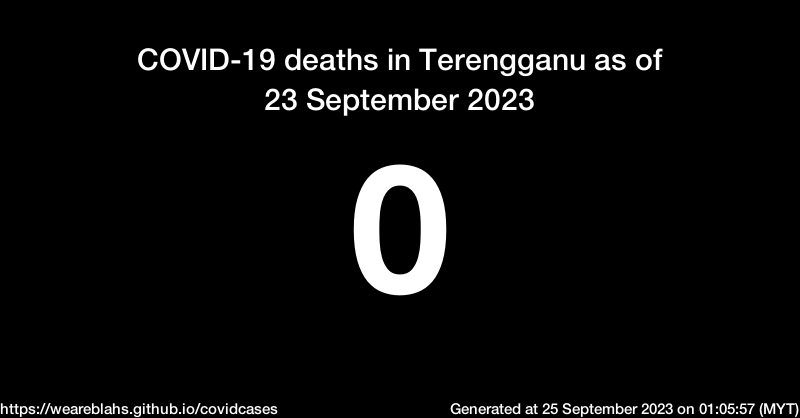 COVID-19 deaths in Terengganu as of
23 September 2023
0
https://weareblahs.github.io/covidcases
Generated at 25 September 2023 on 01:05:57 (MYT)